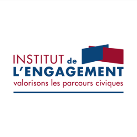 INSTITUT de
L'ENGAGEMENT
valorisons les parcours civiques